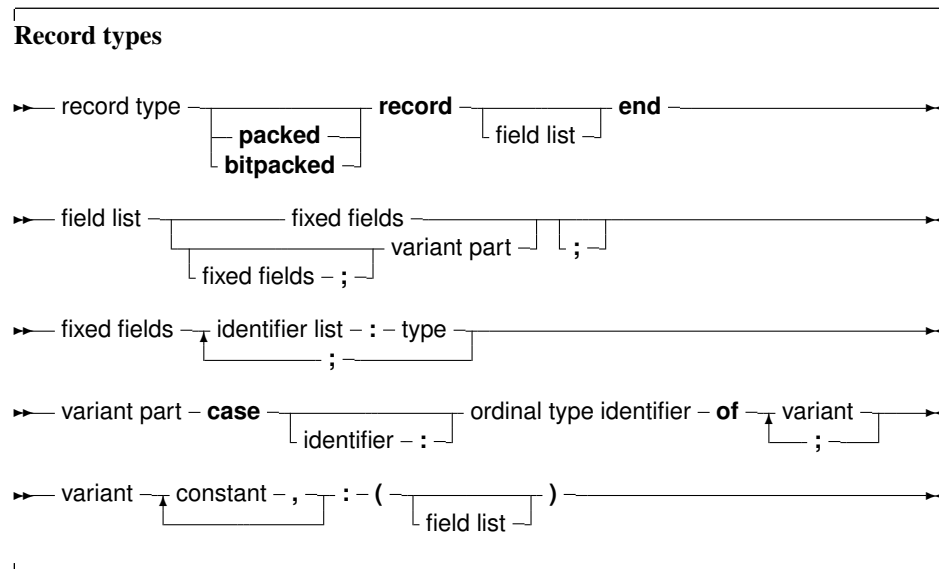 Record types
record type record end
packed field list
bitpacked
field list fixed fields
variant part ;
fixed fields – ;
fixed fields identifier list – : – type
;
variant part – case ordinal type identifier – of variant
identifier – : ;
variant constant – , : – ( )
field list